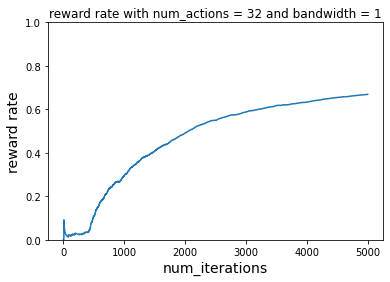 reward rate with num_actions = 32 and bandwidth = 1
1.0
0.8
0.6
0.4
0.2
0.0
reward rate
0 1000 2000 3000 4000 5000
num_iterations